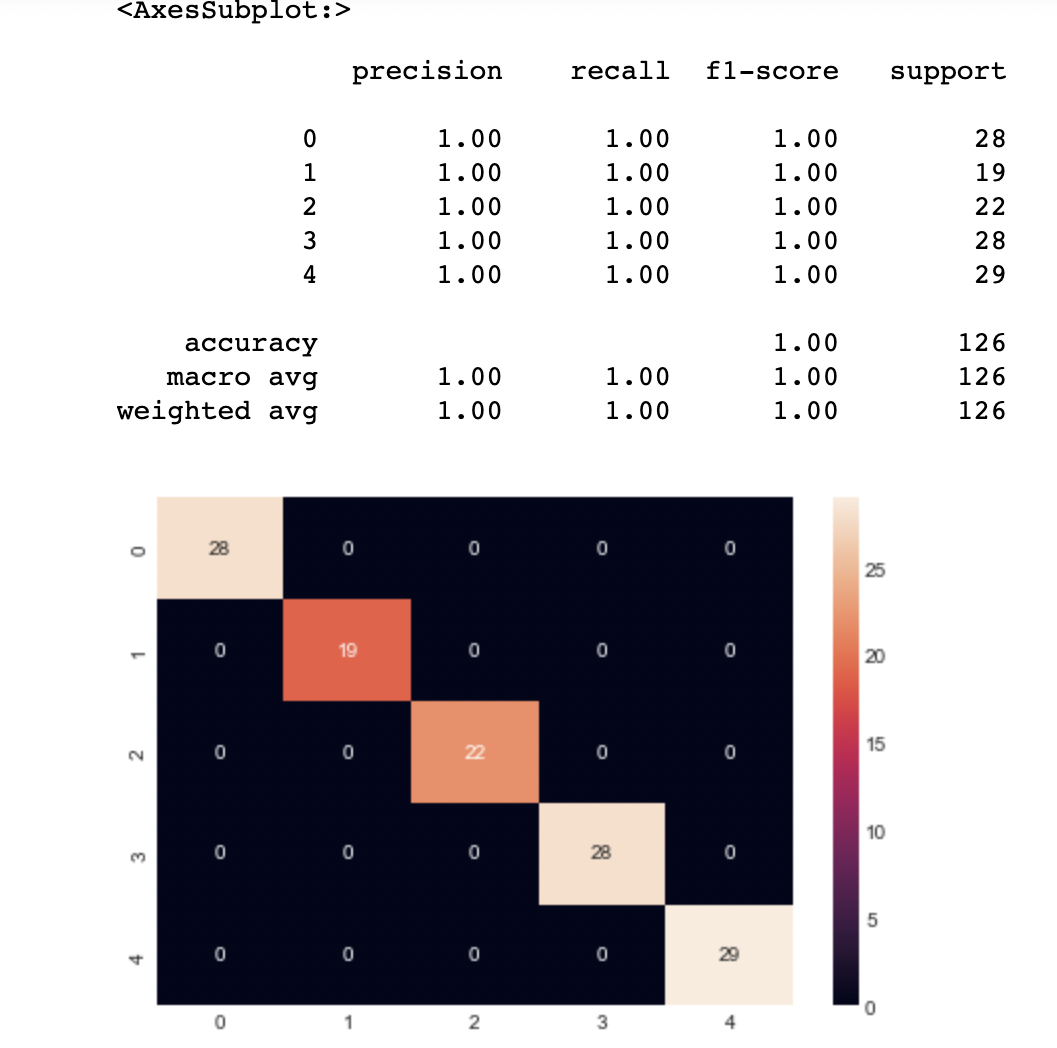 <AxesSubplot:>
precision recall f1-score support
0 1.00 1.00 1.00 28
1 1.00 1.00 1.00 19
2 1.00 1.00 1.00 22
3 1.00 1.00 1.00 28
4 1.00 1.00 1.00 29
accuracy 1.00 126
macro avg 1.00 1.00 1.00 126
weighted avg 1.00 1.00 1.00 126
0 28 0 0 0 0
25
1 0 19 0 0 0
20
2 0 0 22 0 0
15
10
3 0 0 0 28 0
5
4 0 0 0 0 29
0
0 1 2 3 4